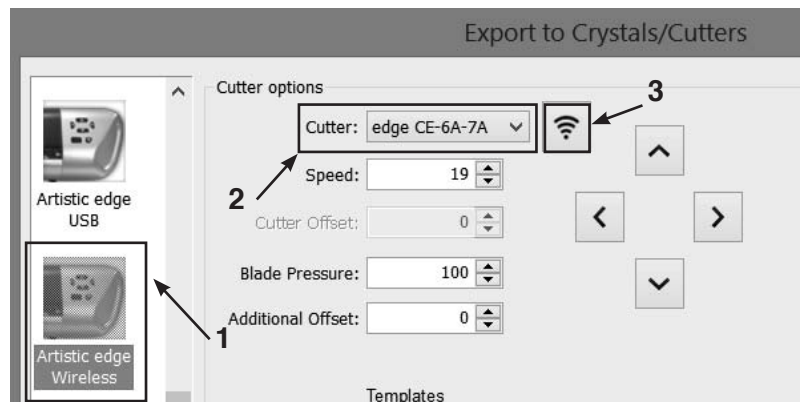 Export to Crystals/Cutters
Cutter options
3
Cutter: edge CE-6A-7A
2
Speed: 19
Artistic edge
USB
Cutter Offset: 0
Blade Pressure: 100
Additional Offset: 0
1
Artistic edge
Wireless
Templates